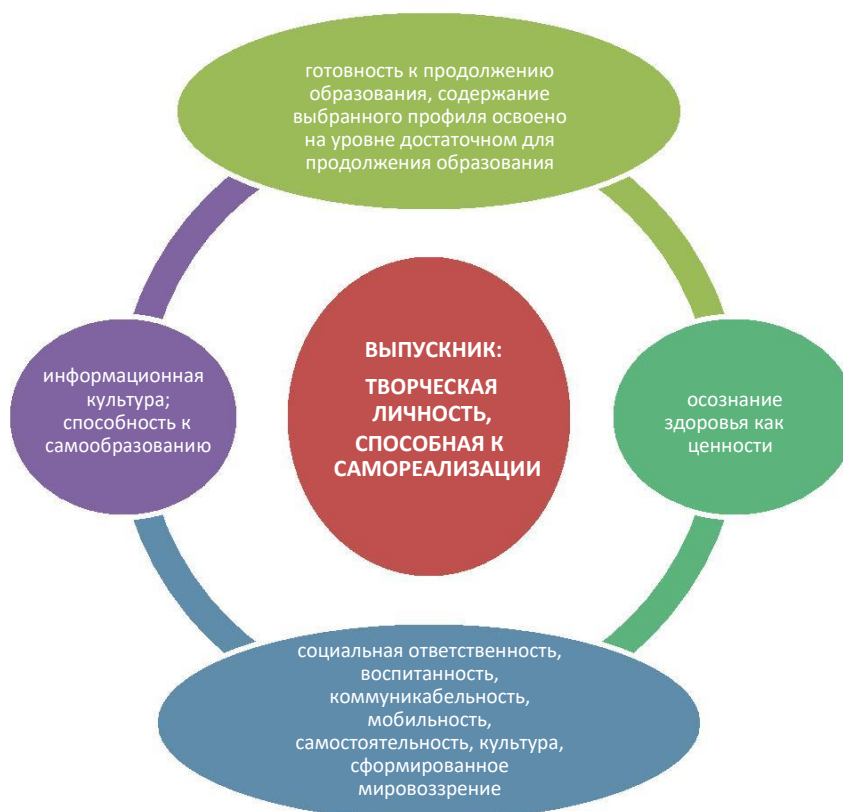 готовность к продолжению
образования, содержание
выбранного профиля освоено
на уровне достаточном для
продолжения образования
информационная
культура;
способность к
самообразованию
ВЫПУСКНИК:
ТВОРЧЕСКАЯ
ЛИЧНОСТЬ,
СПОСОБНАЯ К
САМОРЕАЛИЗАЦИИ
осознание
здоровья как
ценности
социальная ответственность,
воспитанность,
коммуникабельность,
мобильность,
самостоятельность, культура,
сформированное
мировоззрение